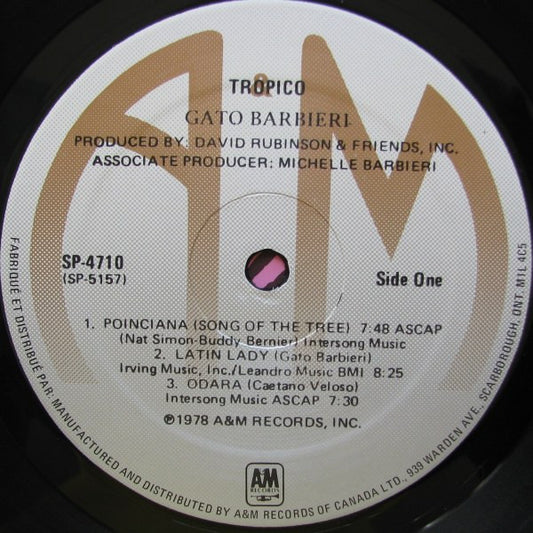 TROPICO
GATO BARBIERI
PRODUCED BY: DAVID RUBINSON & FRIENDS, INC.
ASSOCIATE PRODUCER: MICHELLE BARBIERI
SP-4710
(SP-5157)
Side One
1. POINCIANA (SONG OF THE TREE) 7:48 ASCAP
(Nat Simon-Buddy Bernier) Intersong Music
2. LATIN LADY (Gato Barbieri)
Irving Music, Inc./Leandro Music BMI 8:25
3. ODARA (Caetano Veloso)
Intersong Music ASCAP 7:30
℗1978 A&M RECORDS, INC.
A&M
RECORDS
FABRIQUÉ ET DISTRIBUÉ PAR: MANUFACTURED AND DISTRIBUTED BY A&M RECORDS OF CANADA LTD., 939 WARDEN AVE., SCARBOROUGH, ONT. M1L 4C5